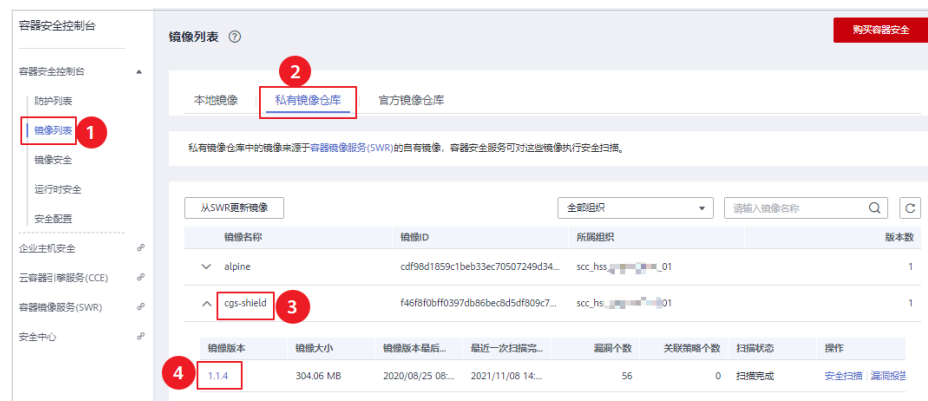 容器安全控制台
镜像列表
购买容器安全
容器安全控制台
防护列表
镜像列表
1
镜像安全
运行时安全
安全配置
企业主机安全
云容器引擎服务(CCE)
容器镜像服务(SWR)
安全中心
2
本地镜像 私有镜像仓库 官方镜像仓库
私有镜像仓库中的镜像来源于容器镜像服务(SWR)的自有镜像，容器安全服务可对这些镜像执行安全扫描。
从SWR更新镜像 全部组织 请输入镜像名称
镜像名称 镜像ID 所属组织 版本数
alpine cdf98d1859c1beb33ec70507249d34... scc_hss_ _01 1
cgs-shield 3 f46f8f0bff0397db86bec8d5df809c7... scc_hs 01 1
镜像版本 镜像大小 镜像版本最后... 最近一次扫描完... 漏洞个数 关联策略个数 扫描状态 操作
4 1.1.4 304.06 MB 2020/08/25 08:... 2021/11/08 14:... 56 0 扫描完成 安全扫描 漏洞报告